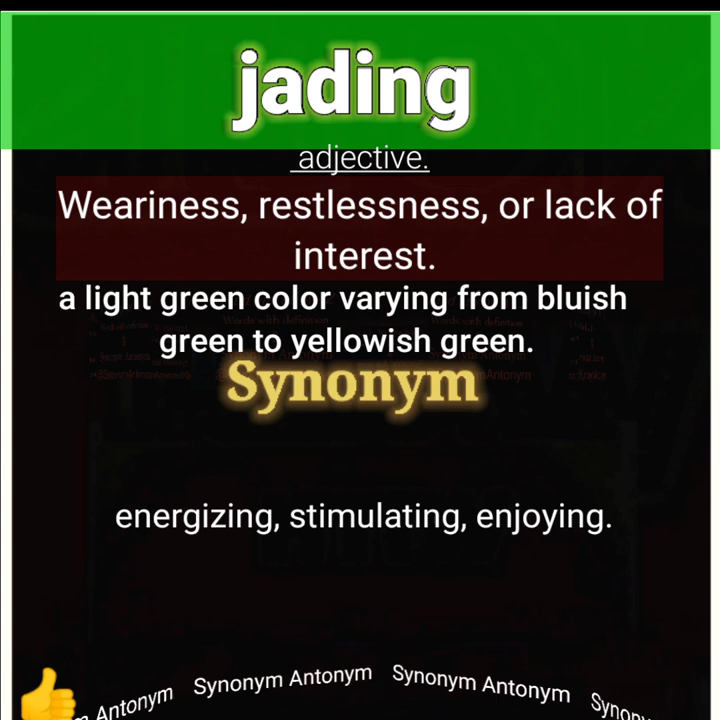 jading
adjective.
Weariness, restlessness, or lack of
interest.
a light green color varying from bluish
green to yellowish green.
Synonym
energizing, stimulating, enjoying.
Antonym Synonym Antonym Synonym Antonym